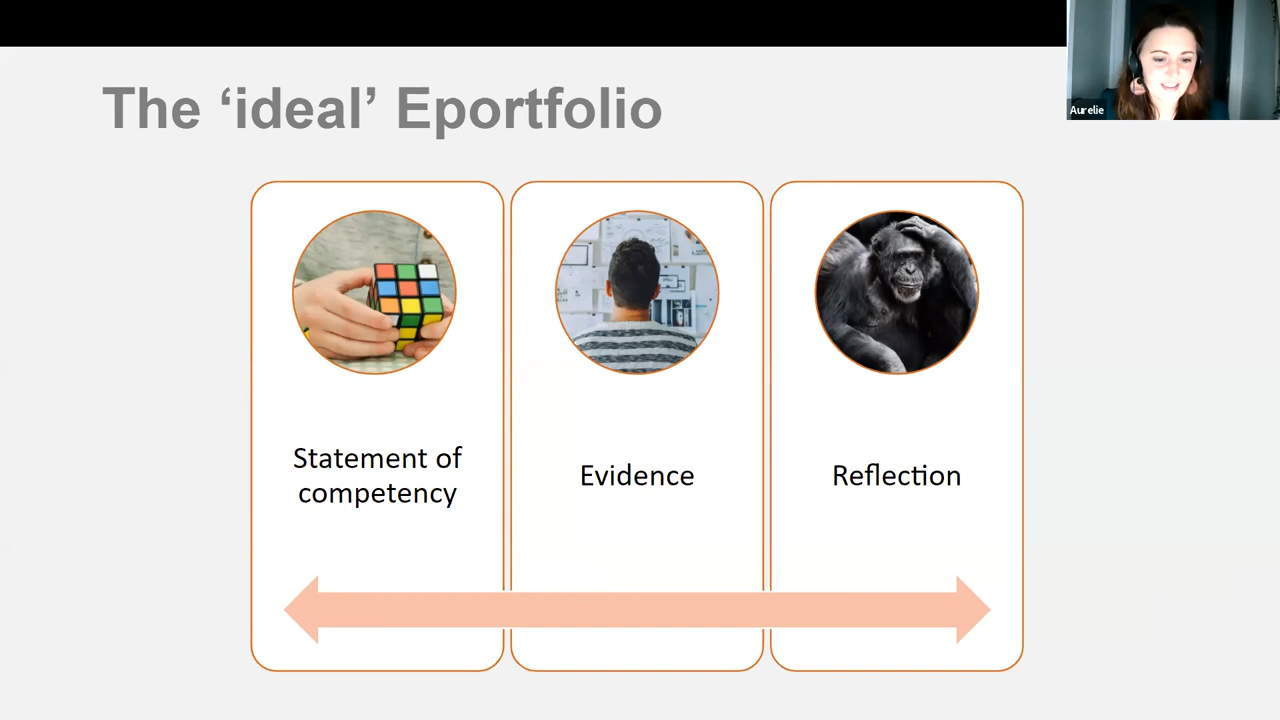 The ‘ideal’ Eportfolio
Aurelie
Statement of
competency
Evidence
Reflection